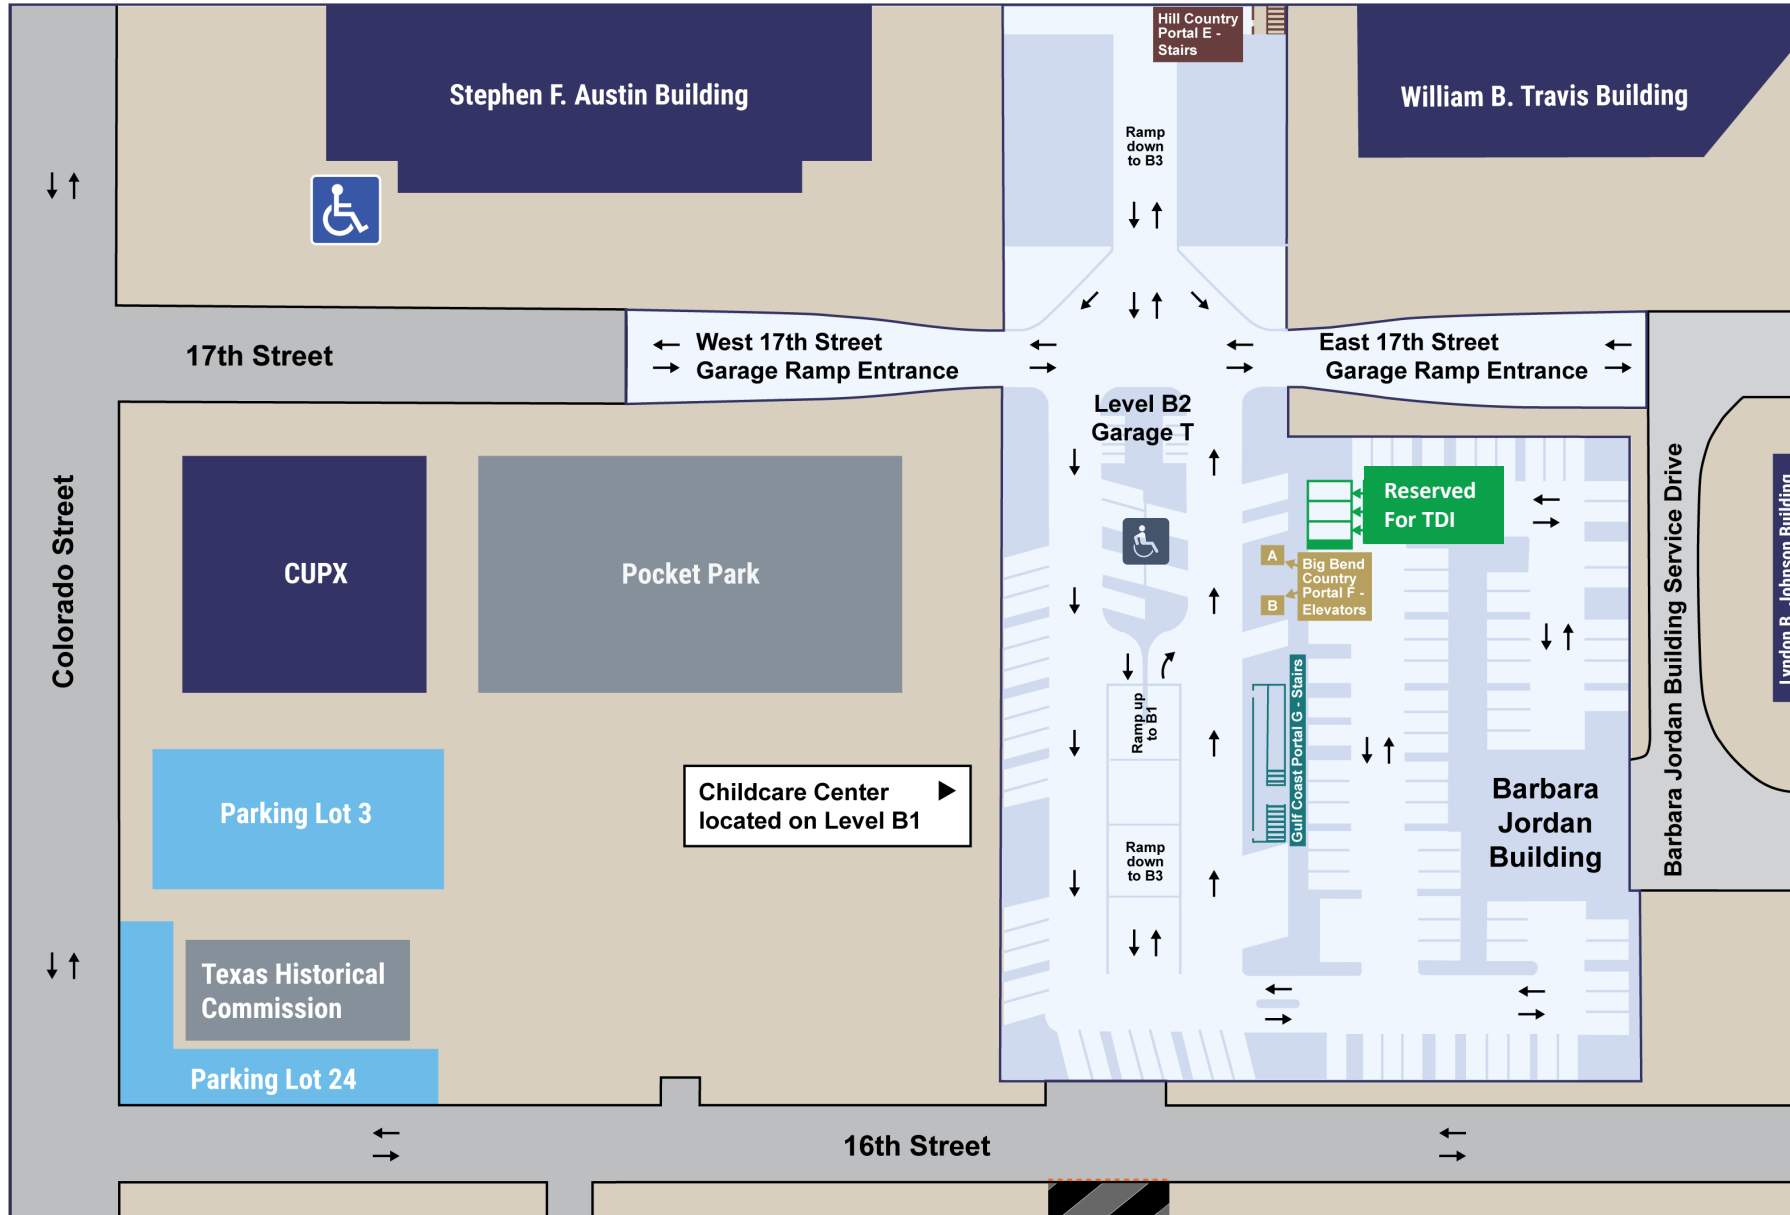 Hill Country
Portal E -
Stairs
Stephen F. Austin Building
William B. Travis Building
Ramp
down
to B3
17th Street
West 17th Street
Garage Ramp Entrance
East 17th Street
Garage Ramp Entrance
Level B2
Garage T
Reserved
For TDI
A
B
Big Bend
Country
Portal F -
Elevators
CUPX
Pocket Park
Colorado Street
Barbara Jordan Building Service Drive
Lyndon B. Johnson Building
Ramp up
to B1
Gulf Coast Portal G - Stairs
Childcare Center
located on Level B1
Parking Lot 3
Barbara
Jordan
Building
Ramp
down
to B3
Texas Historical
Commission
Parking Lot 24
16th Street